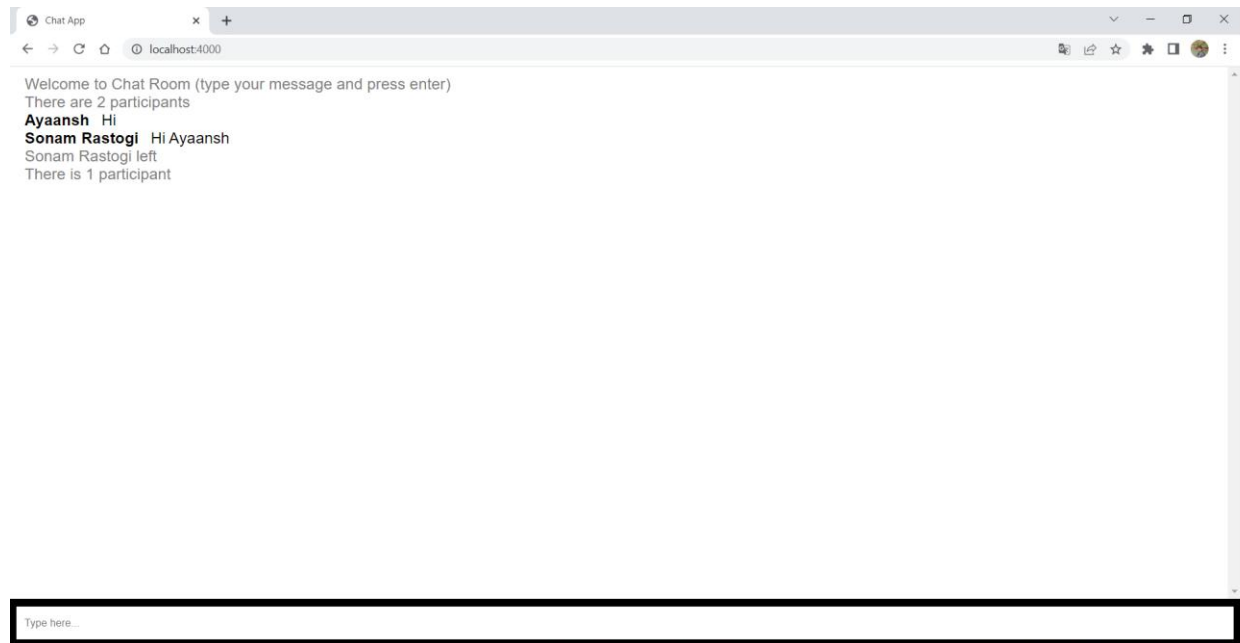 Chat App
localhost:4000
Welcome to Chat Room (type your message and press enter)
There are 2 participants
Ayaansh Hi
Sonam Rastogi Hi Ayaansh
Sonam Rastogi left
There is 1 participant
Type here...